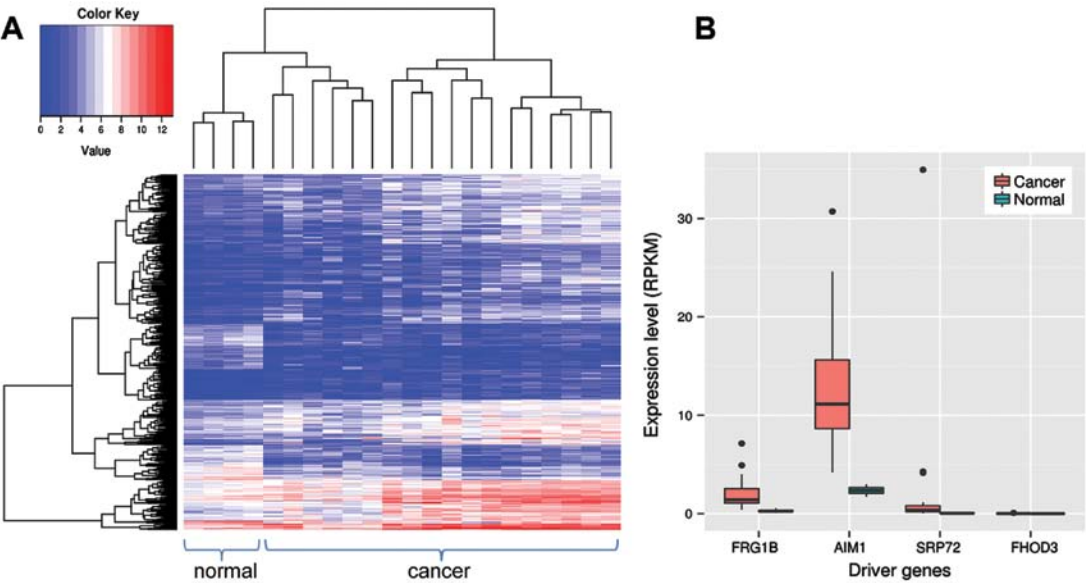 A
Color Key
0 2 4 6 8 10 12
Value
normal
cancer
B
Cancer
Normal
30
20
10
0
Expression level (RPKM)
FRG1B AIM1 SRP72 FHOD3
Driver genes